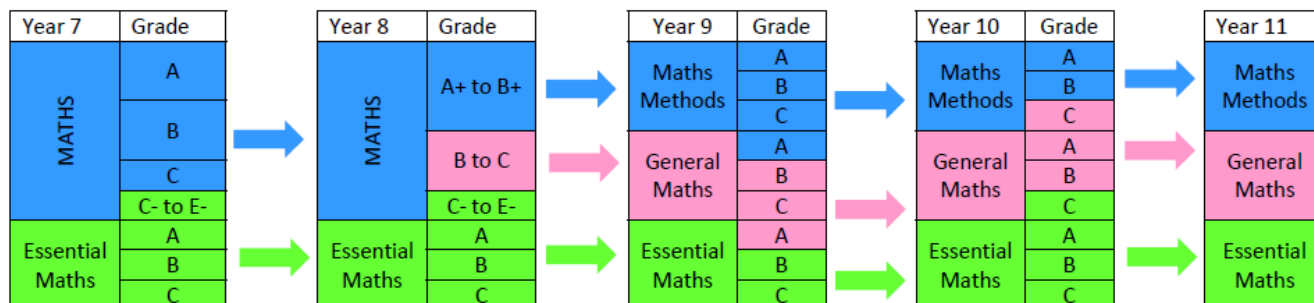 Year 7 Grade
MATHS
A
B
C
C- to E-
Essential
Maths
A
B
C
Year 8 Grade
MATHS
A+ to B+
B to C
C- to E-
Essential
Maths
A
B
C
Year 9 Grade
Maths
Methods
A
B
C
General
Maths
A
B
C
Essential
Maths
A
B
C
Year 10 Grade
Maths
Methods
A
B
C
General
Maths
A
B
C
Essential
Maths
A
B
C
Year 11
Maths
Methods
General
Maths
Essential
Maths